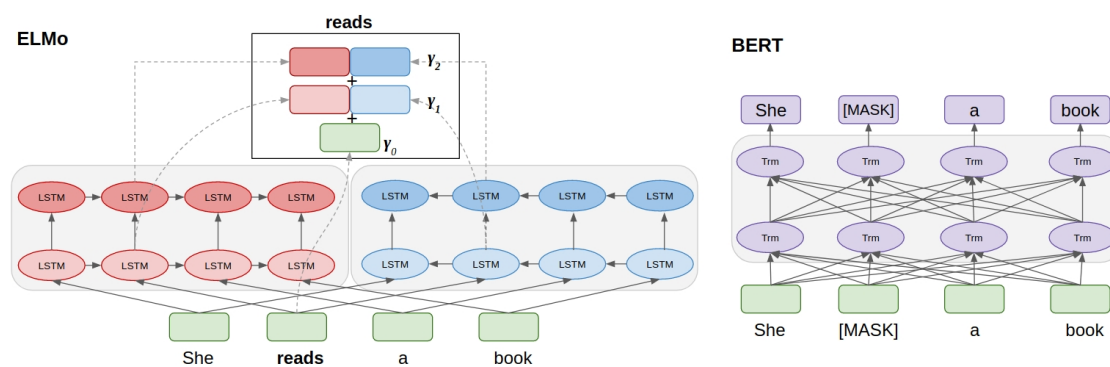 reads
ELMo
γ2
+
γ1
+
γ0
LSTM LSTM LSTM LSTM LSTM LSTM LSTM LSTM
LSTM LSTM LSTM LSTM LSTM LSTM LSTM LSTM
She reads a book
BERT
She [MASK] a book
Trm Trm Trm Trm
Trm Trm Trm Trm
She [MASK] a book